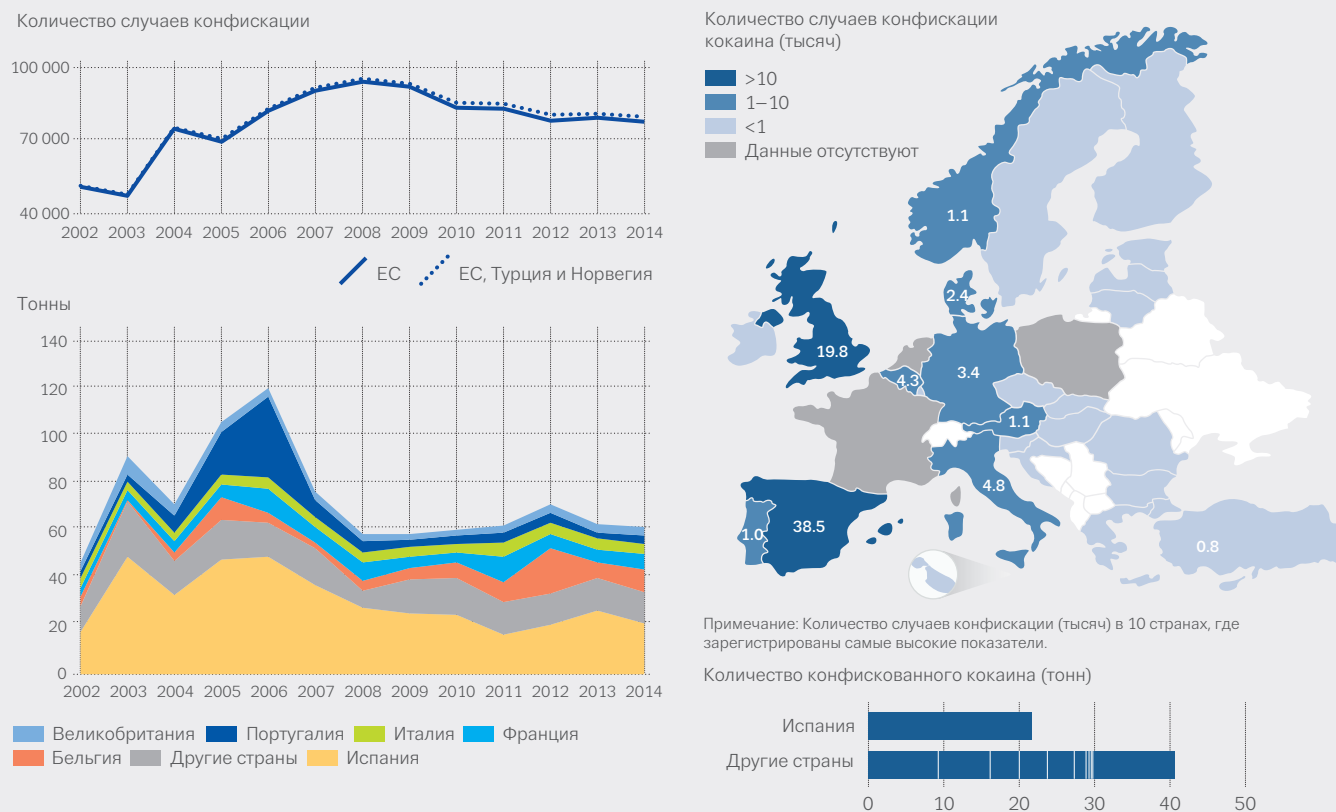 Количество случаев конфискации
100 000
70 000
40 000
2002 2003 2004 2005 2006 2007 2008 2009 2010 2011 2012 2013 2014
ЕС
ЕС, Турция и Норвегия
Тонны
140
120
100
80
60
40
20
0
2002 2003 2004 2005 2006 2007 2008 2009 2010 2011 2012 2013 2014
Великобритания Португалия Италия Франция
Бельгия Другие страны Испания
Количество случаев конфискации
кокаина (тысяч)
>10
1–10
<1
Данные отсутствуют
1.1
2.4
19.8
4.3
3.4
1.1
4.8
1.0
38.5
0.8
Примечание: Количество случаев конфискации (тысяч) в 10 странах, где
зарегистрированы самые высокие показатели.
Количество конфискованного кокаина (тонн)
Испания
Другие страны
0 10 20 30 40 50